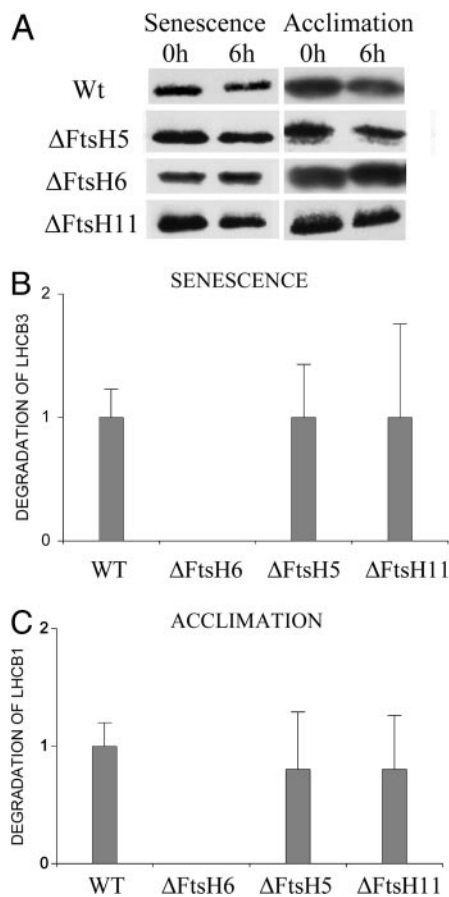 A
Senescence Acclimation
0h 6h 0h 6h
Wt
ΔFtsH5
ΔFtsH6
ΔFtsH11
B
SENESCENCE
DEGRADATION OF LHCB3
2
1
0
WT ΔFtsH6 ΔFtsH5 ΔFtsH11
C
ACCLIMATION
DEGRADATION OF LHCB1
2
1
0
WT ΔFtsH6 ΔFtsH5 ΔFtsH11